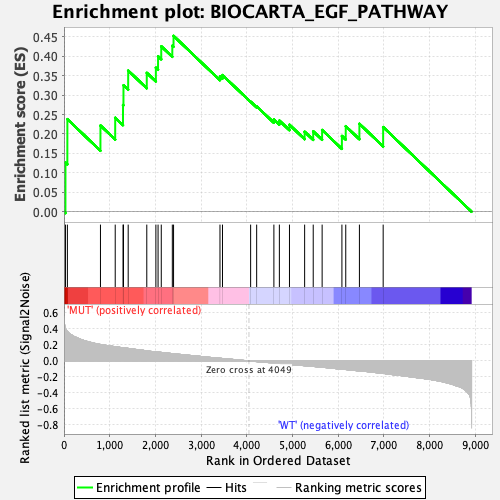 Enrichment plot: BIOCARTA_EGF_PATHWAY
Enrichment score (ES)
0.45
0.40
0.35
0.30
0.25
0.20
0.15
0.10
0.05
0.00
'MUT' (positively correlated)
Ranked list metric (Signal2Noise)
0.6
0.4
0.2
0.0
-0.2
-0.4
-0.6
-0.8
Zero cross at 4049
'WT' (negatively correlated)
0 1,000 2,000 3,000 4,000 5,000 6,000 7,000 8,000 9,000
Rank in Ordered Dataset
Enrichment profile Hits Ranking metric scores